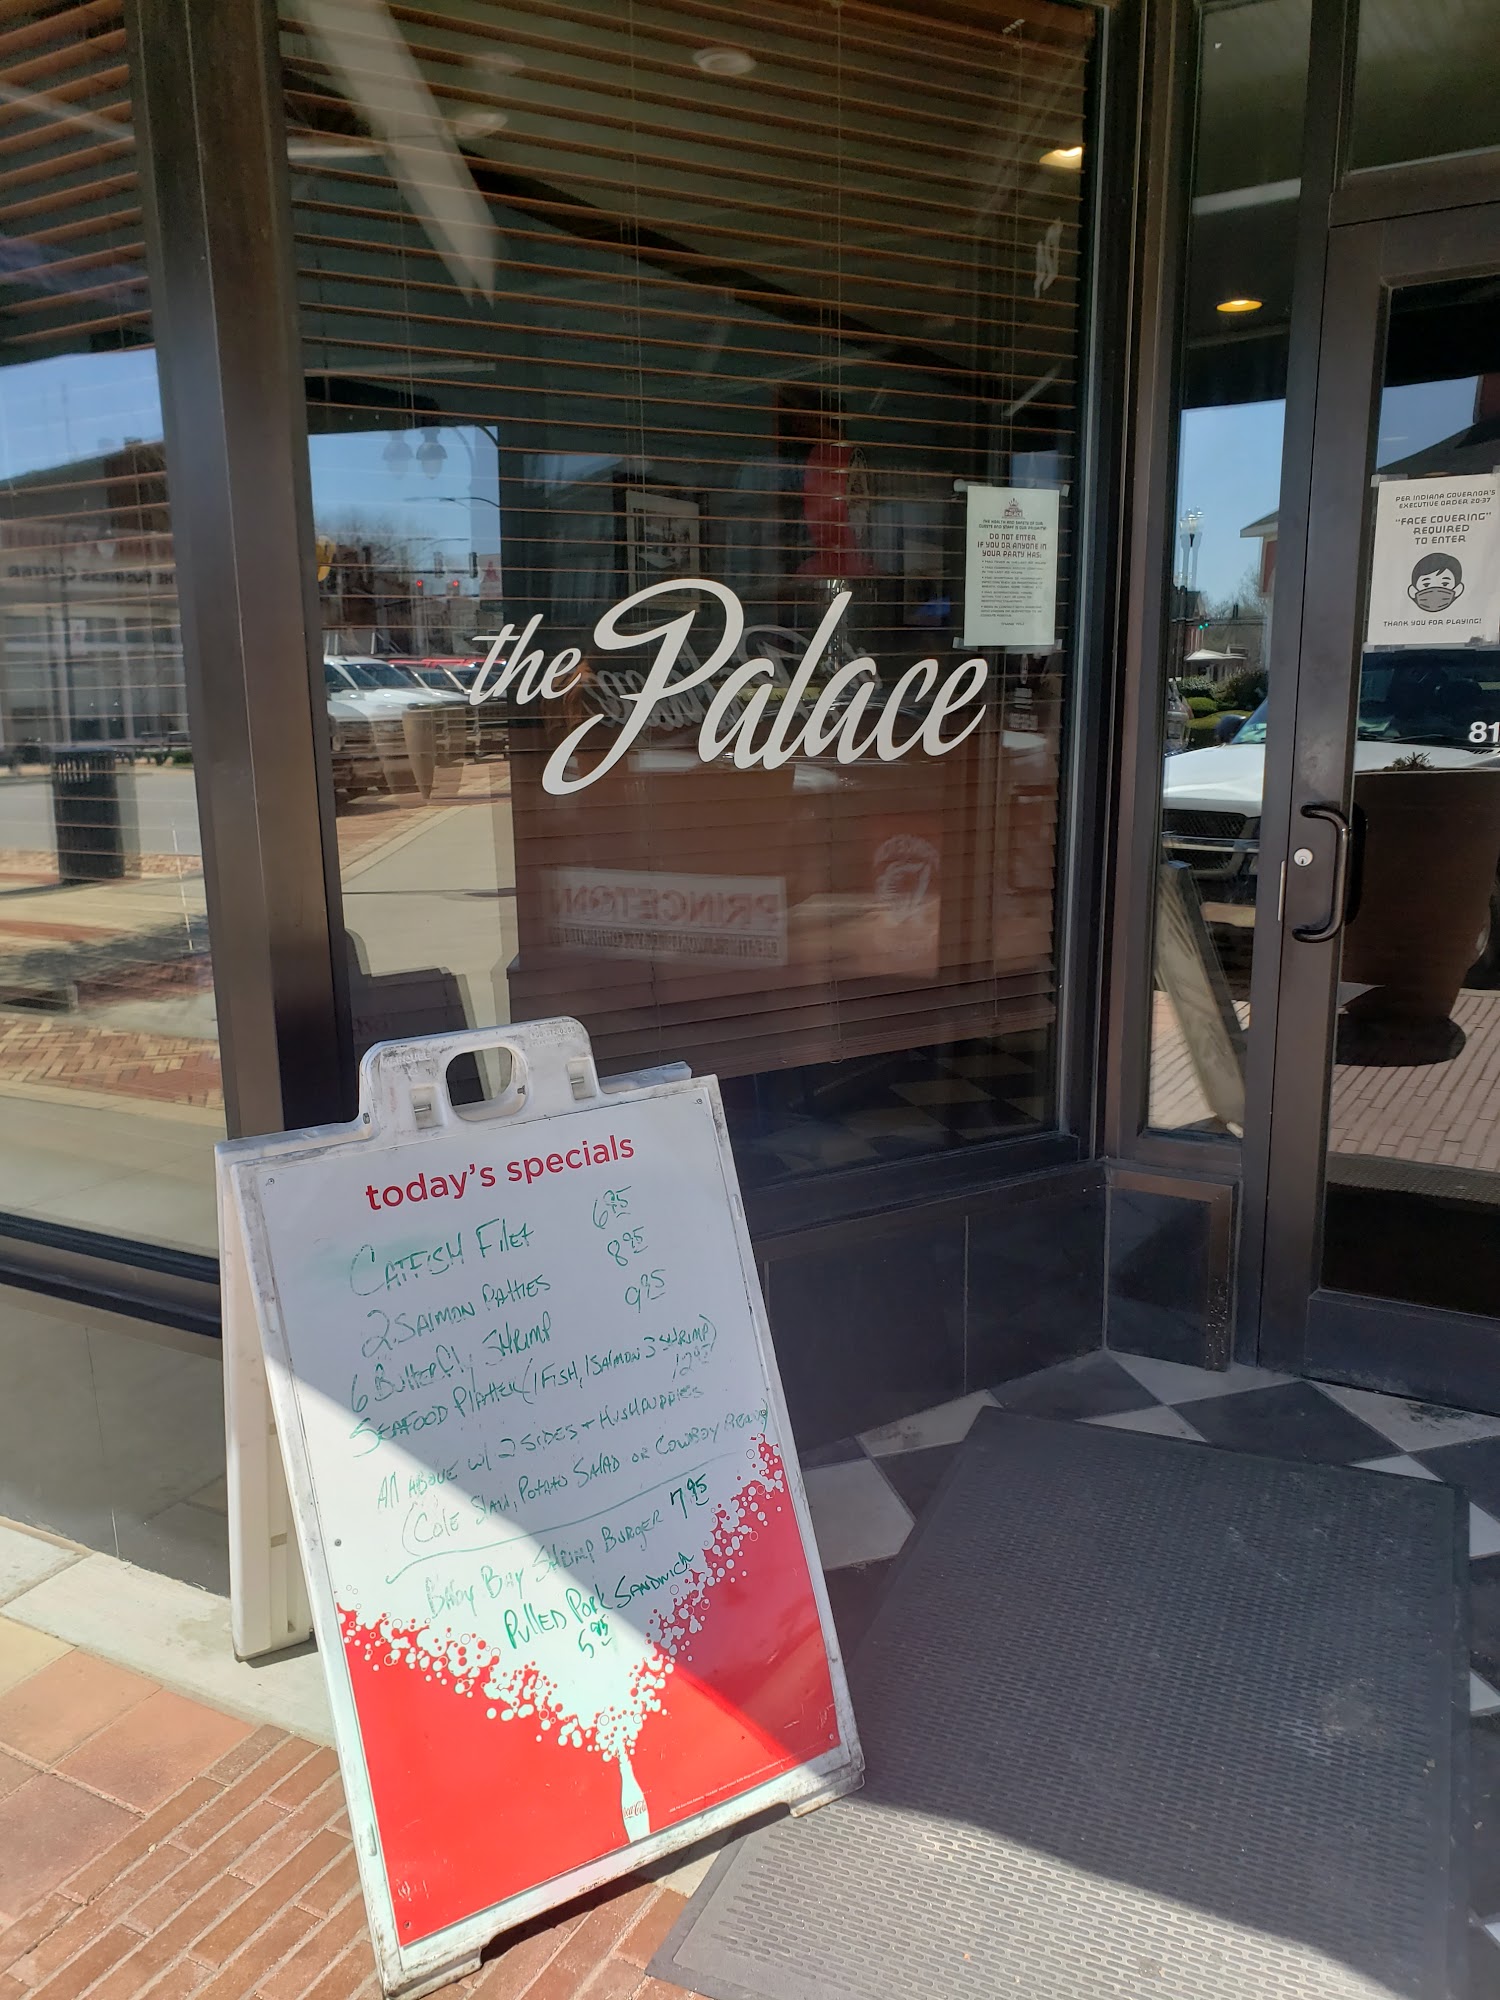 the Palace
DO NOT ENTER
IF YOU OR ANYONE IN
YOUR PARTY HAS:
PER INDIANA GOVERNOR'S
EXECUTIVE ORDER 20-37
"FACE COVERING"
REQUIRED
TO ENTER
THANK YOU FOR PLAYING!
81
PRINCETON
today's specials
CATFISH FILET 6.95
2 SALMON PATTIES 8.95
6 BUTTERFLY SHRIMP 9.95
SEAFOOD PLATTER (1 FISH, 1 SALMON 3 SHRIMP)
12.95
All ABOVE w/ 2 SIDES + HUSHPUPPIES
(COLE SLAW, POTATO SALAD OR COWBOY BEANS)
BABY BAY SHRIMP BURGER 7.95
PULLED PORK SANDWICH
5.95
Coca-Cola